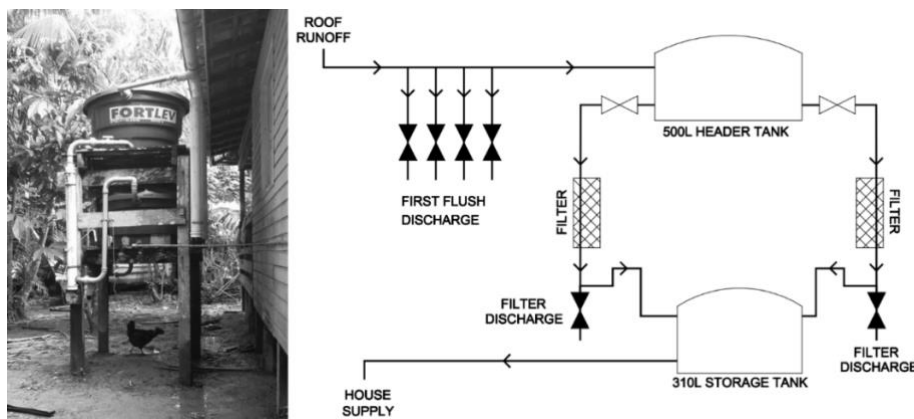 FORTLEV
ROOF
RUNOFF
500L HEADER TANK
FIRST FLUSH
DISCHARGE
FILTER
FILTER
FILTER
DISCHARGE
310L STORAGE TANK
FILTER
DISCHARGE
HOUSE
SUPPLY